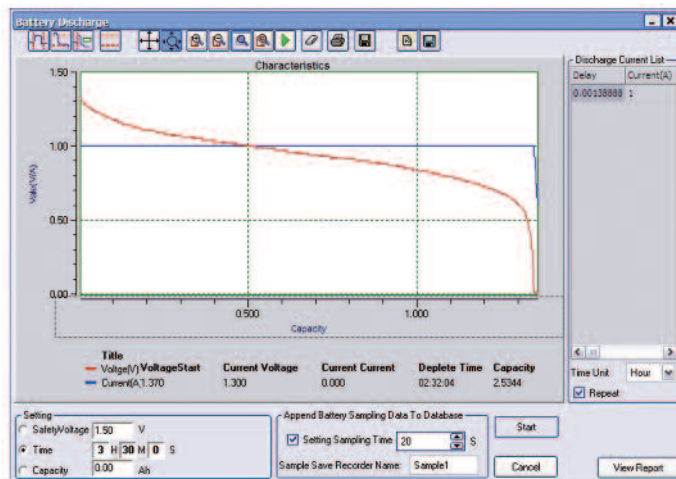 Battery Discharge
Characteristics
1.50
1.00
0.50
0.00
Vale(V/A)
0.500
1.000
Capacity
Title
Voltge(V) VoltageStart Current Voltage Current Current Deplete Time Capacity
Current(A) 1.370 1.300 0.000 02:32:04 2.5344
Discharge Current List
Delay Current(A)
0.00138888 1
Time Unit Hour
Repeat
Setting
SafetyVoltage 1.50 V
Time 3 H 30 M 0 S
Capacity 0.00 Ah
Append Battery Sampling Data To Database
Setting Sampling Time 20 S
Sample Save Recorder Name: Sample1
Start
Cancel
View Report